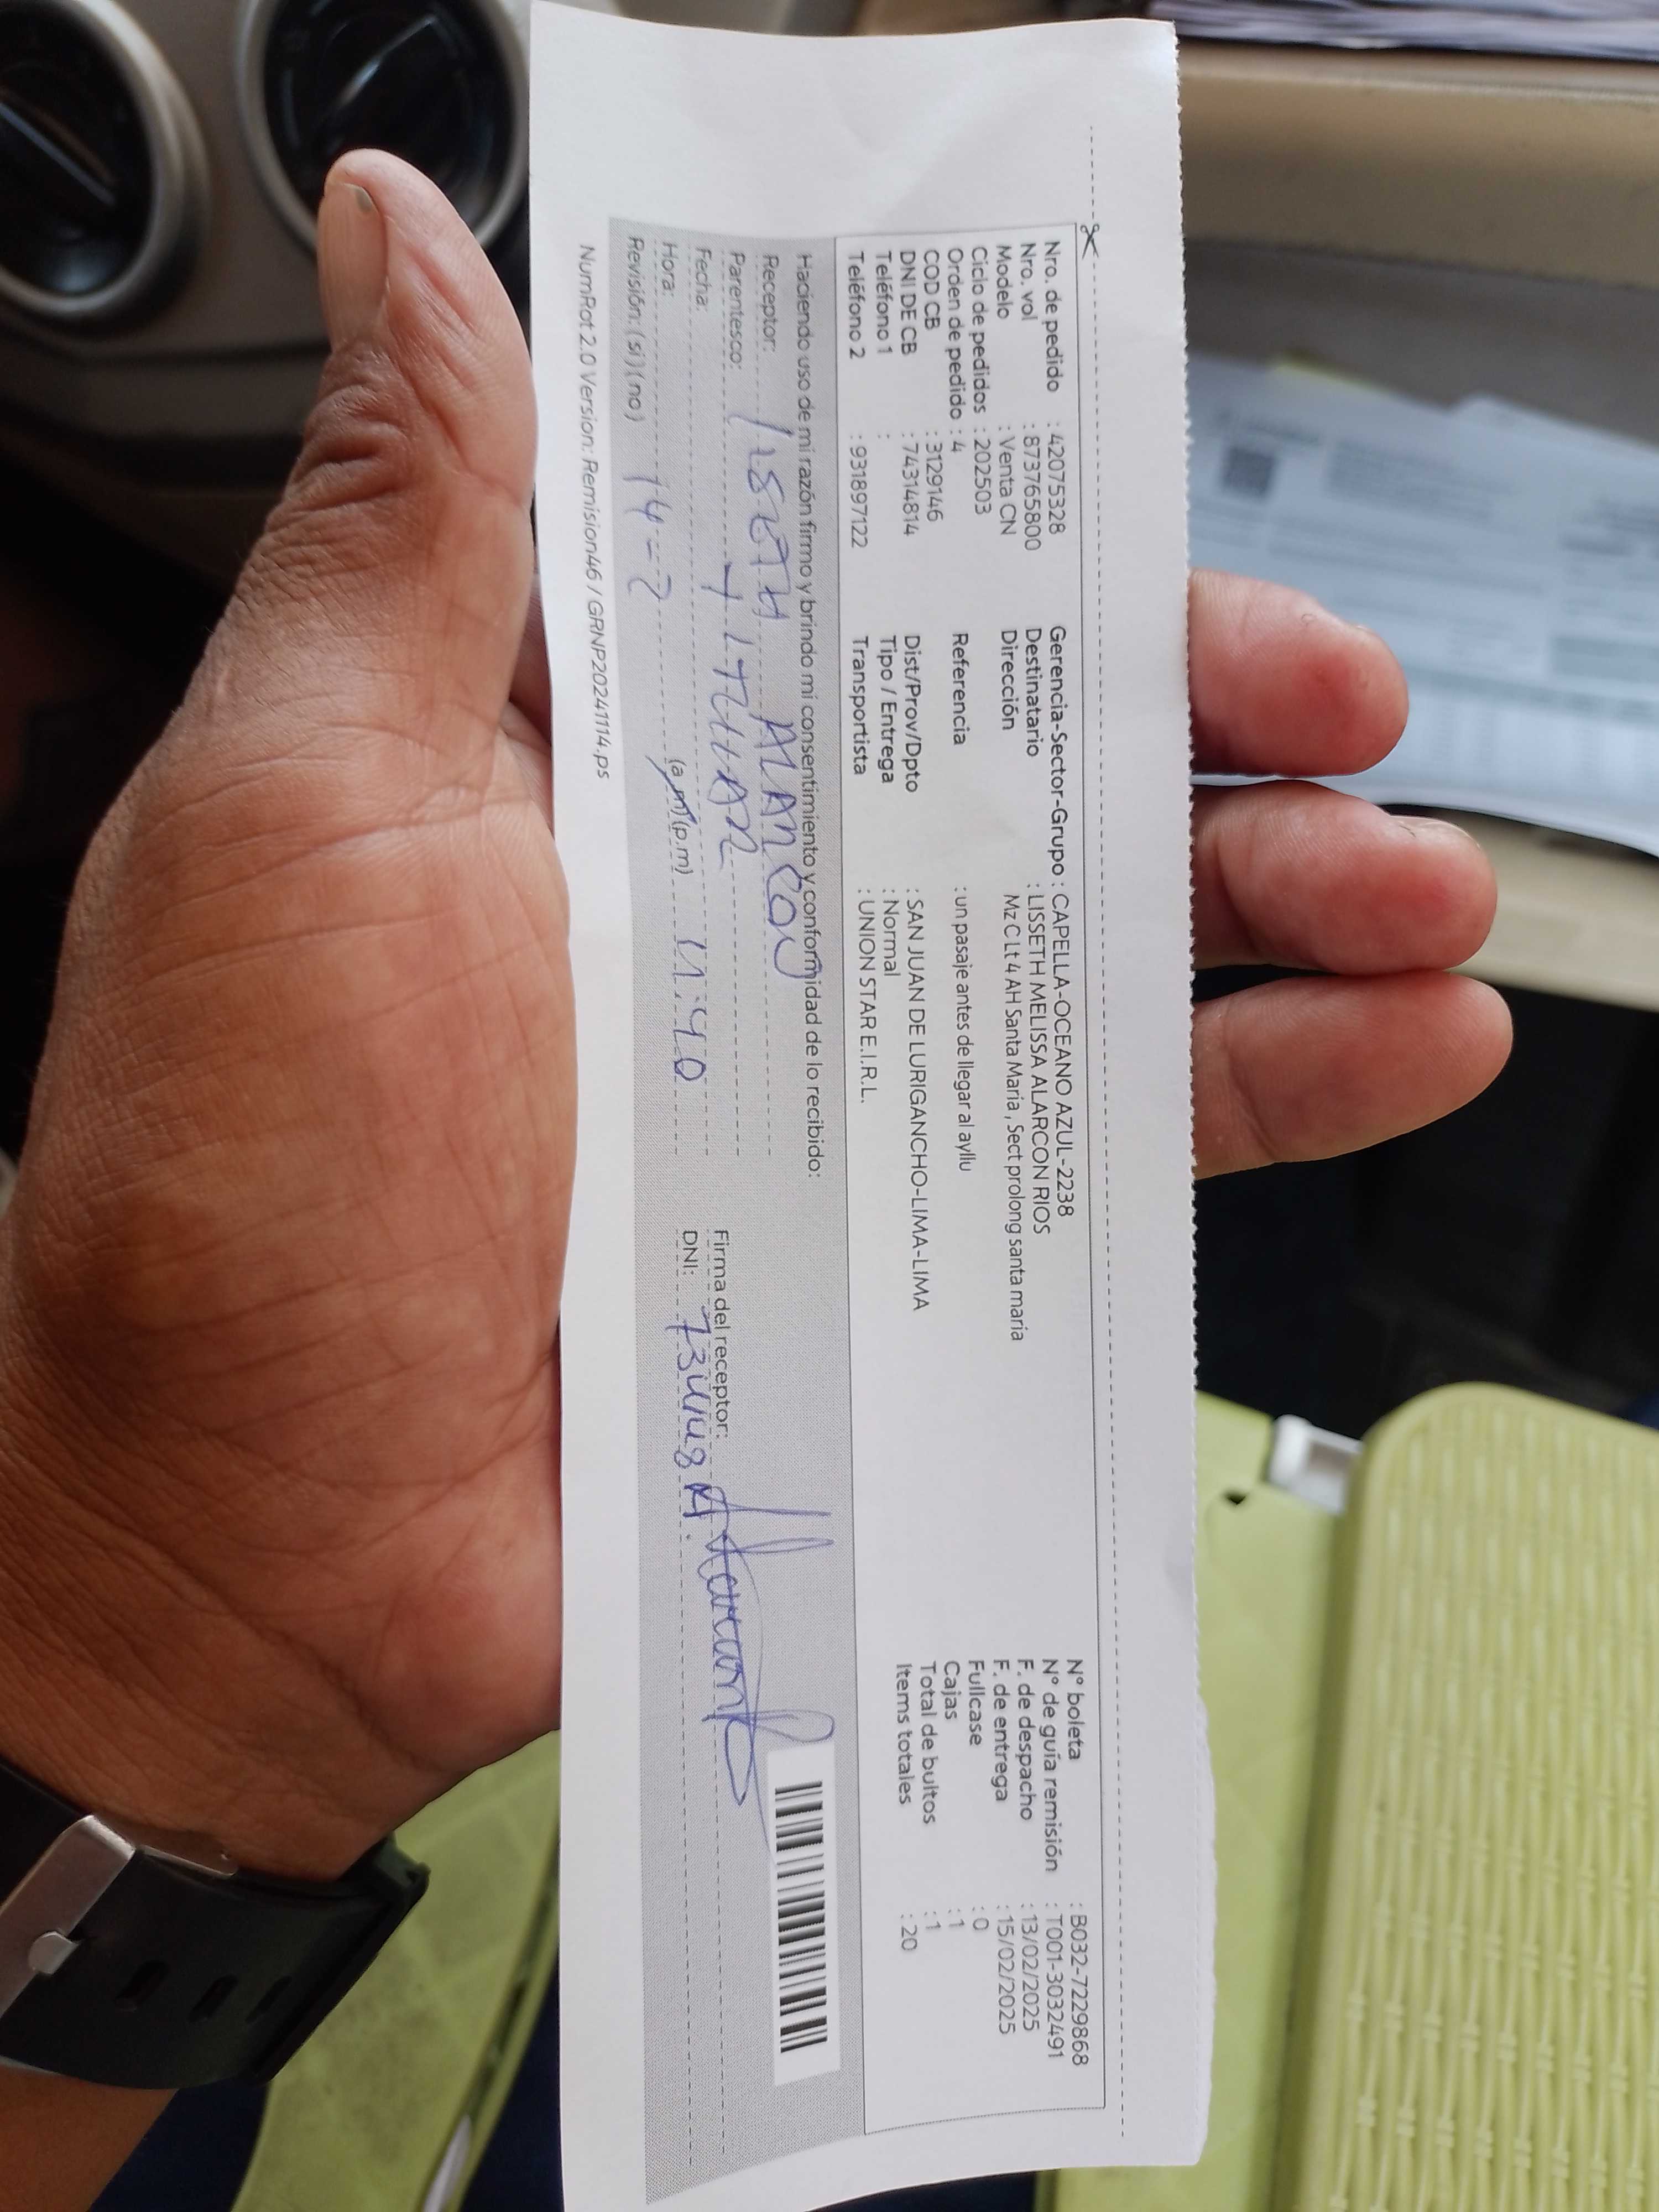 Nro. de pedido : 42075328
Nro. vol : 873765800
Modelo : Venta CN
Ciclo de pedidos : 202503
Orden de pedido : 4
COD CB : 3129146
DNI DE CB : 74314814
Teléfono 1 :
Teléfono 2 : 931897122
Gerencia-Sector-Grupo : CAPELLA-OCEANO AZUL-2238
Destinatario : LISSETH MELISSA ALARCON RIOS
Dirección Mz C Lt 4 AH Santa Maria , Sect prolong santa maria
Referencia : un pasaje antes de llegar al ayllu
Dist/Prov/Dpto : SAN JUAN DE LURIGANCHO-LIMA-LIMA
Tipo / Entrega : Normal
Transportista : UNION STAR E.I.R.L.
N° boleta : B032-7229868
N° de guía remisión : T001-3032491
F. de despacho : 13/02/2025
F. de entrega : 15/02/2025
Fullcase : 0
Cajas : 1
Total de bultos : 1
Items totales : 20
Haciendo uso de mi razón firmo y brindo mi consentimiento y conformidad de lo recibido:
Receptor:
Parentesco:
Fecha:
Hora: (a.m) (p.m) 11:40
Revisión: (si) (no)
Firma del receptor:
DNI:
NumRot 2.0 Version: Remision46 / GRNP20241114.ps